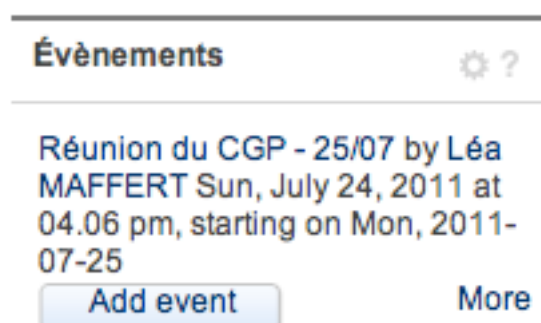 Évènements
?
Réunion du CGP - 25/07 by Léa
MAFFERT Sun, July 24, 2011 at
04.06 pm, starting on Mon, 2011-
07-25
Add event More